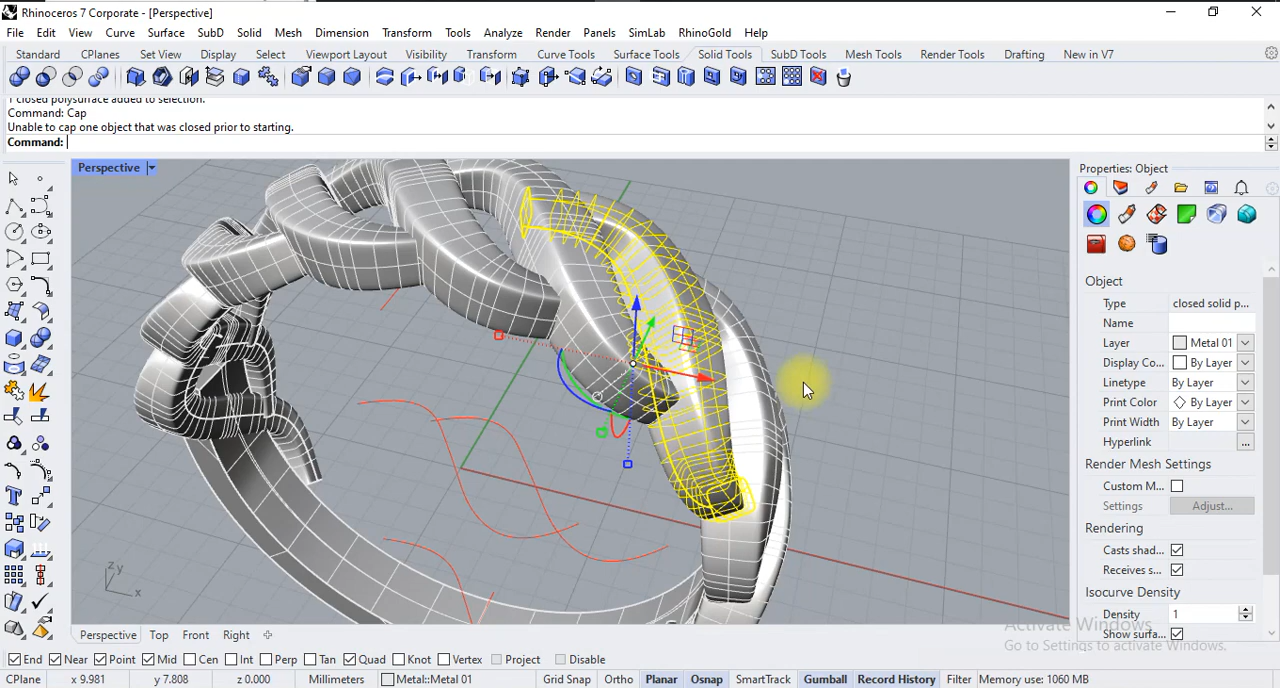 Rhinoceros 7 Corporate - [Perspective]
File Edit View Curve Surface SubD Solid Mesh Dimension Transform Tools Analyze Render Panels SimLab RhinoGold Help
Standard CPlanes Set View Display Select Viewport Layout Visibility Transform Curve Tools Surface Tools Solid Tools SubD Tools Mesh Tools Render Tools Drafting New in V7
1 closed polysurface added to selection.
Command: Cap
Unable to cap one object that was closed prior to starting.
Command:
Perspective
Properties: Object
Object
Type closed solid p...
Name
Layer Metal 01
Display Co... By Layer
Linetype By Layer
Print Color By Layer
Print Width By Layer
Hyperlink ...
Render Mesh Settings
Custom M...
Settings Adjust...
Rendering
Casts shad...
Receives s...
Isocurve Density
Density 1
Show surfa...
Activate Windows
Go to Settings to activate Windows.
z y
x
Perspective Top Front Right
End Near Point Mid Cen Int Perp Tan Quad Knot Vertex Project Disable
CPlane x 9.981 y 7.808 z 0.000 Millimeters Metal::Metal 01 Grid Snap Ortho Planar Osnap SmartTrack Gumball Record History Filter Memory use: 1060 MB